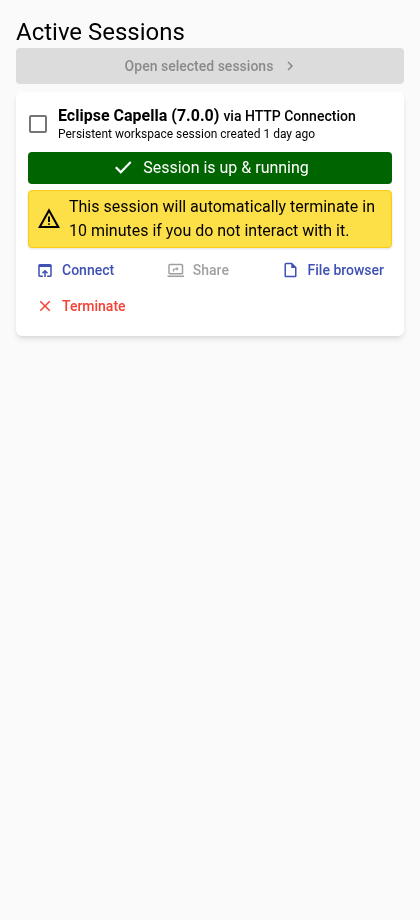 Active Sessions
Open selected sessions
Eclipse Capella (7.0.0) via HTTP Connection
Persistent workspace session created 1 day ago
Session is up & running
This session will automatically terminate in
10 minutes if you do not interact with it.
Connect Share File browser
Terminate